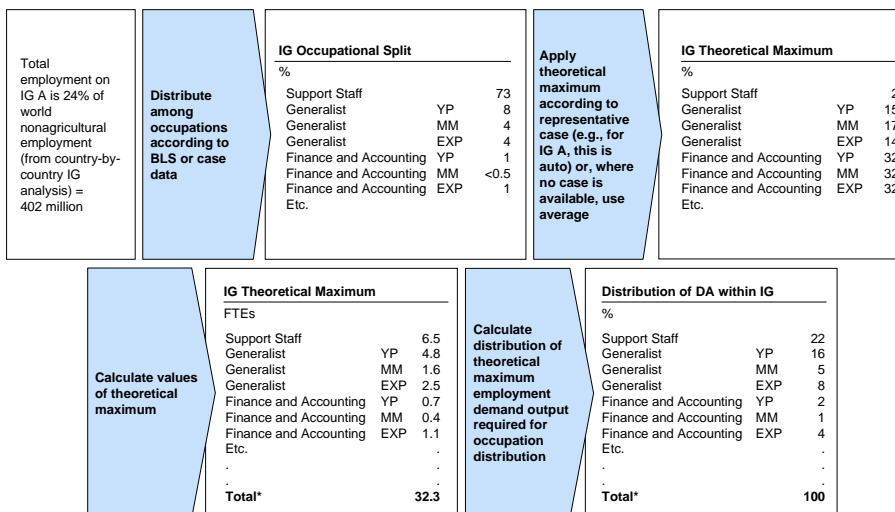 Total
employment on
IG A is 24% of
world
nonagricultural
employment
(from country-by-
country IG
analysis) =
402 million
Distribute
among
occupations
according to
BLS or case
data
IG Occupational Split
%
Support Staff 73
Generalist YP 8
Generalist MM 4
Generalist EXP 4
Finance and Accounting YP 1
Finance and Accounting MM <0.5
Finance and Accounting EXP 1
Etc.
Apply
theoretical
maximum
according to
representative
case (e.g., for
IG A, this is
auto) or, where
no case is
available, use
average
IG Theoretical Maximum
%
Support Staff 2
Generalist YP 15
Generalist MM 17
Generalist EXP 14
Finance and Accounting YP 32
Finance and Accounting MM 32
Finance and Accounting EXP 32
Etc.
Calculate values
of theoretical
maximum
IG Theoretical Maximum
FTEs
Support Staff 6.5
Generalist YP 4.8
Generalist MM 1.6
Generalist EXP 2.5
Finance and Accounting YP 0.7
Finance and Accounting MM 0.4
Finance and Accounting EXP 1.1
Etc. .
. .
. .
Total* 32.3
Calculate
distribution of
theoretical
maximum
employment
demand output
required for
occupation
distribution
Distribution of DA within IG
%
Support Staff 22
Generalist YP 16
Generalist MM 5
Generalist EXP 8
Finance and Accounting YP 2
Finance and Accounting MM 1
Finance and Accounting EXP 4
Etc. .
. .
. .
Total* 100